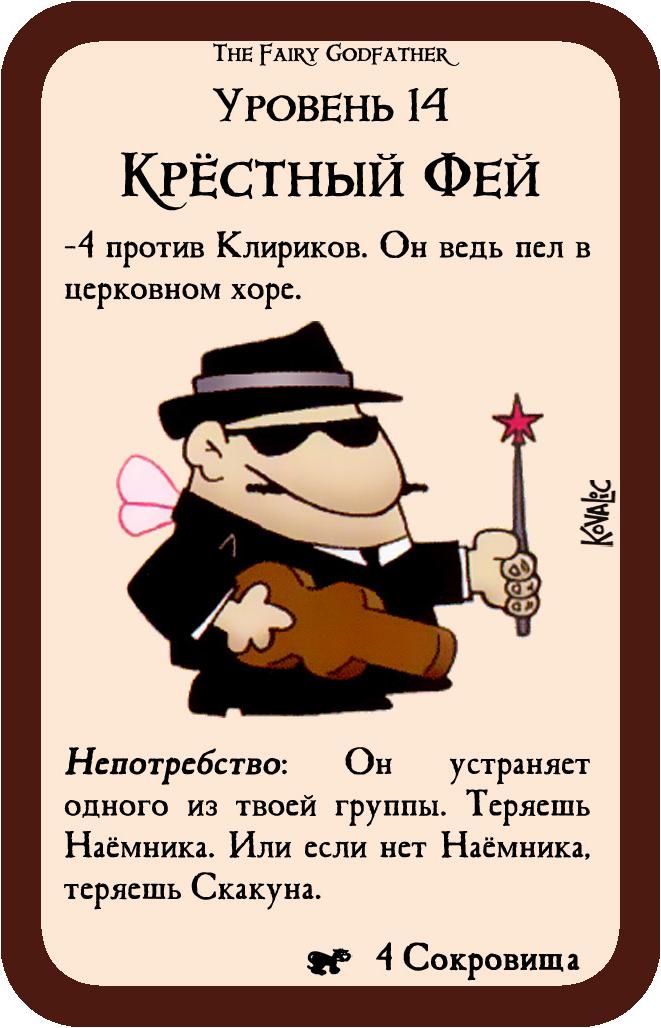 The Fairy Godfather
Уровень 14
Крёстный Фей
-4 против Клириков. Он ведь пел в
церковном хоре.
Kovalic
Непотребство: Он устраняет
одного из твоей группы. Теряешь
Наёмника. Или если нет Наёмника,
теряешь Скакуна.
4 Сокровища